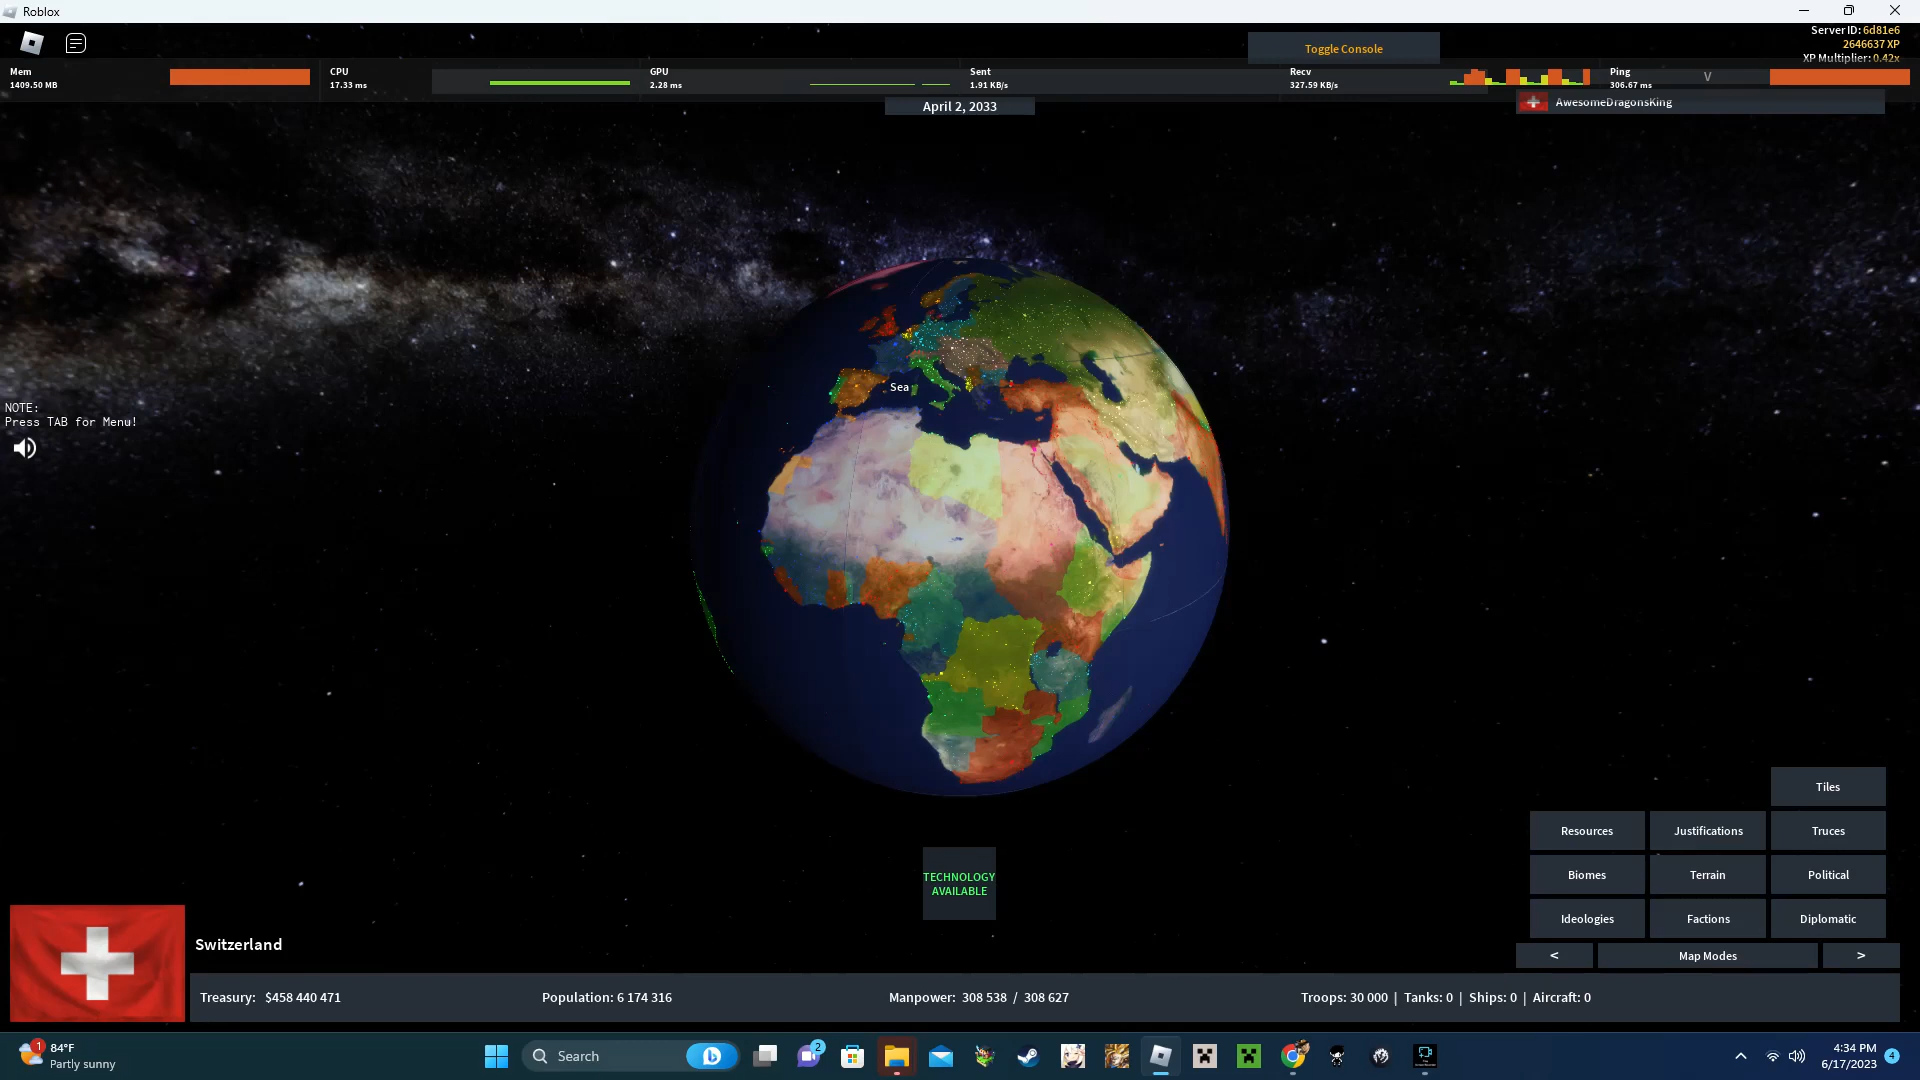 Roblox
Server ID: 6d81e6
2646637 XP
XP Multiplier: 0.42x
Toggle Console
Mem
1409.50 MB
CPU
17.33 ms
GPU
2.28 ms
Sent
1.91 KB/s
Recv
327.59 KB/s
Ping
306.67 ms
V
April 2, 2033
AwesomeDragonsKing
Sea
NOTE:
Press TAB for Menu!
TECHNOLOGY
AVAILABLE
Tiles
Resources
Justifications
Truces
Biomes
Terrain
Political
Ideologies
Factions
Diplomatic
<
Map Modes
>
Switzerland
Treasury: $458 440 471
Population: 6 174 316
Manpower: 308 538 / 308 627
Troops: 30 000 | Tanks: 0 | Ships: 0 | Aircraft: 0
1
84°F
Partly sunny
Search
2
4:34 PM
6/17/2023
4